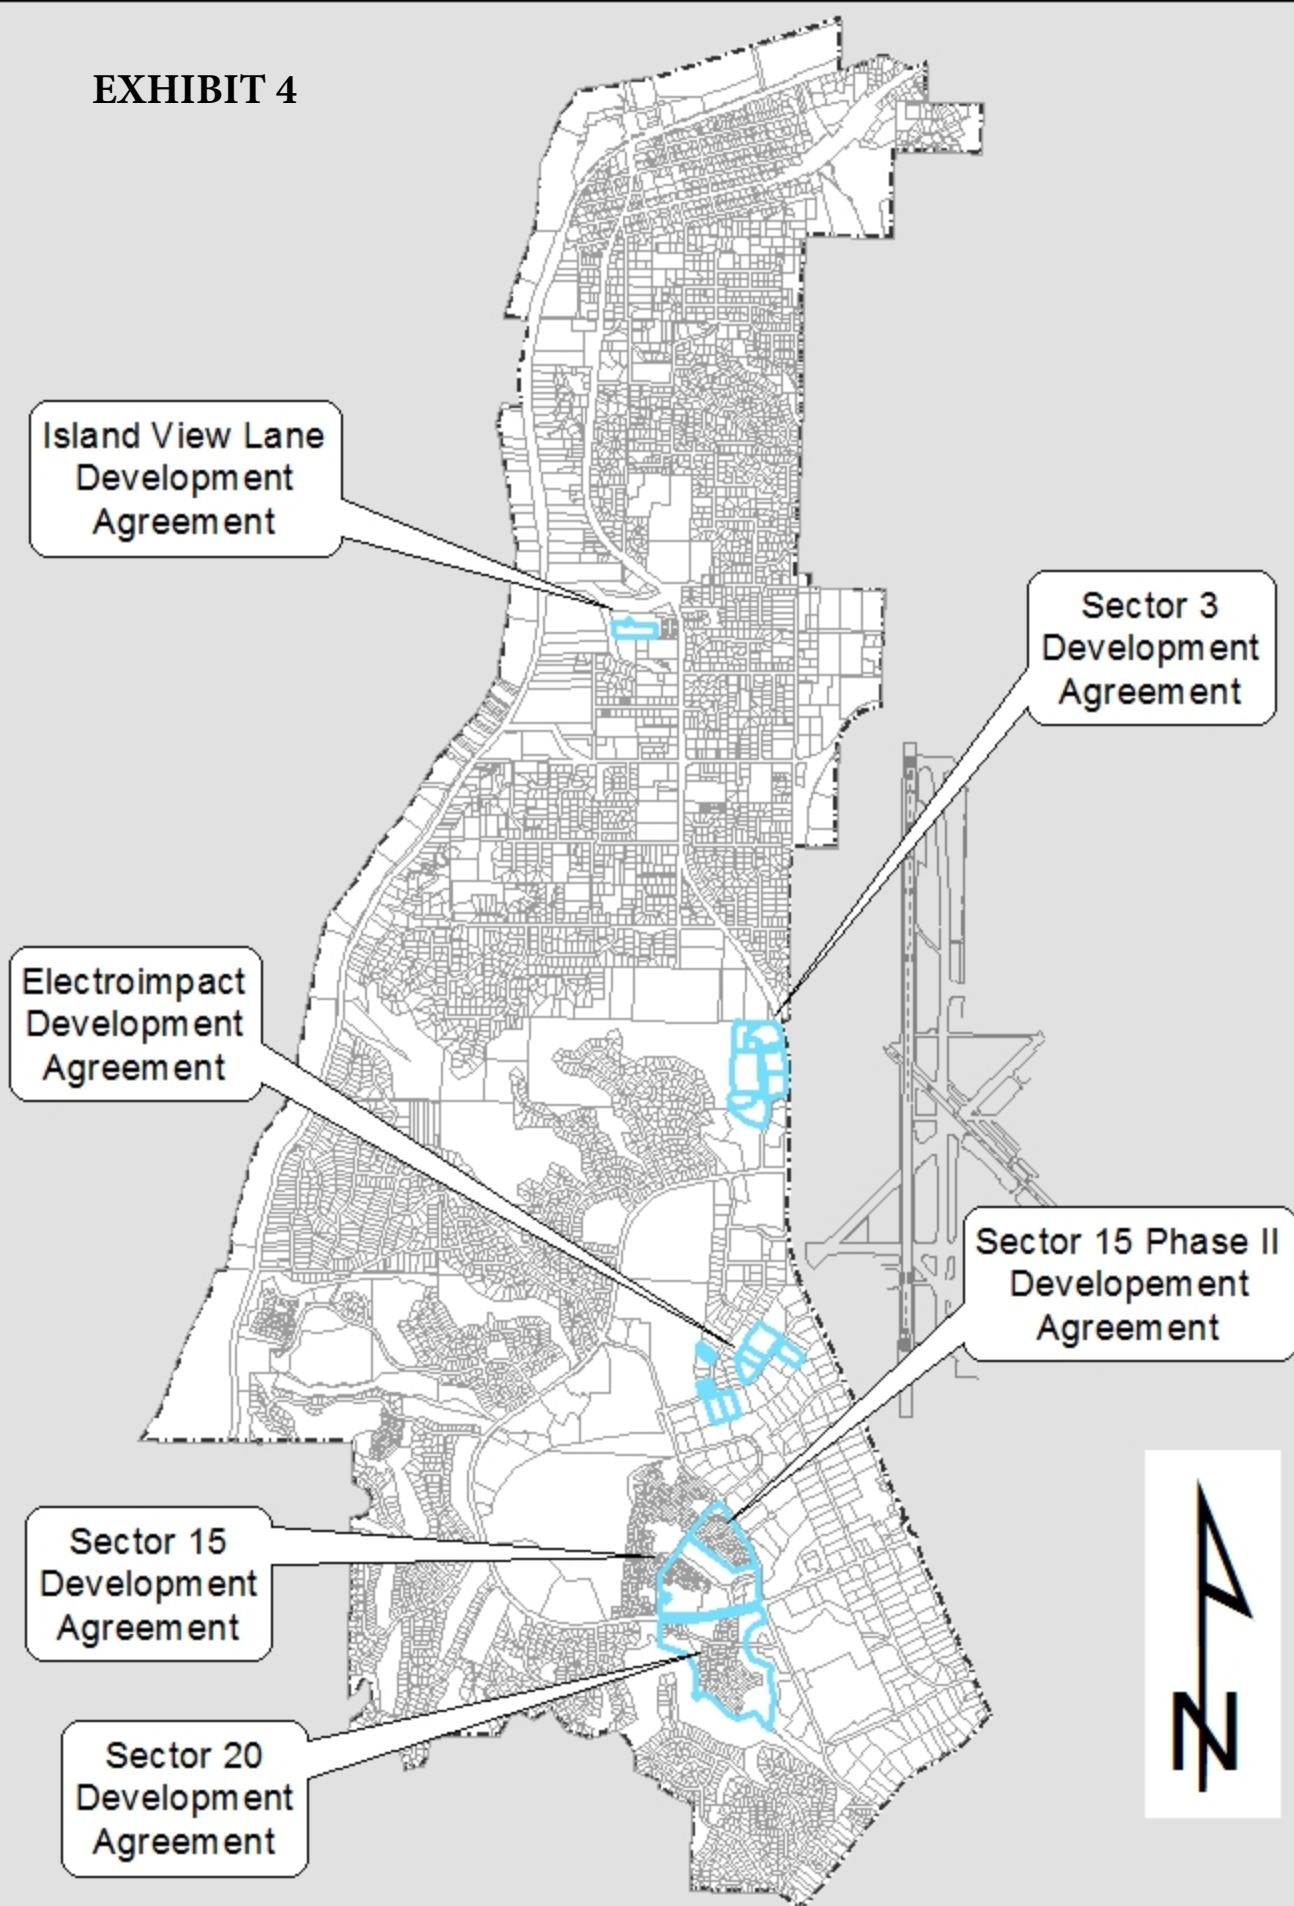 EXHIBIT 4
Island View Lane
Development
Agreement
Sector 3
Development
Agreement
Electroimpact
Development
Agreement
Sector 15 Phase II
Developement
Agreement
Sector 15
Development
Agreement
Sector 20
Development
Agreement
N